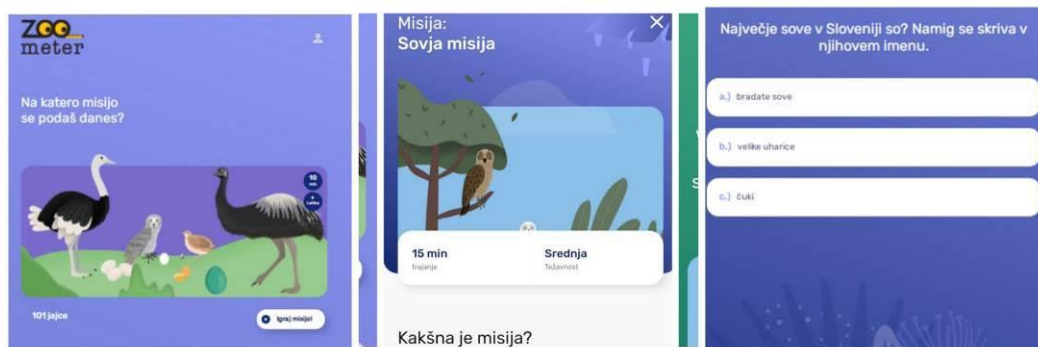 ZOO
meter
Na katero misijo
se podaš danes?
10
min
Lahka
101 jajce
Igraj misijo!
Misija:
Sovja misija
15 min
trajanje
Srednja
Težavnost
Kakšna je misija?
Največje sove v Sloveniji so? Namig se skriva v
njihovem imenu.
a.) bradate sove
b.) velike uharice
c.) čuki